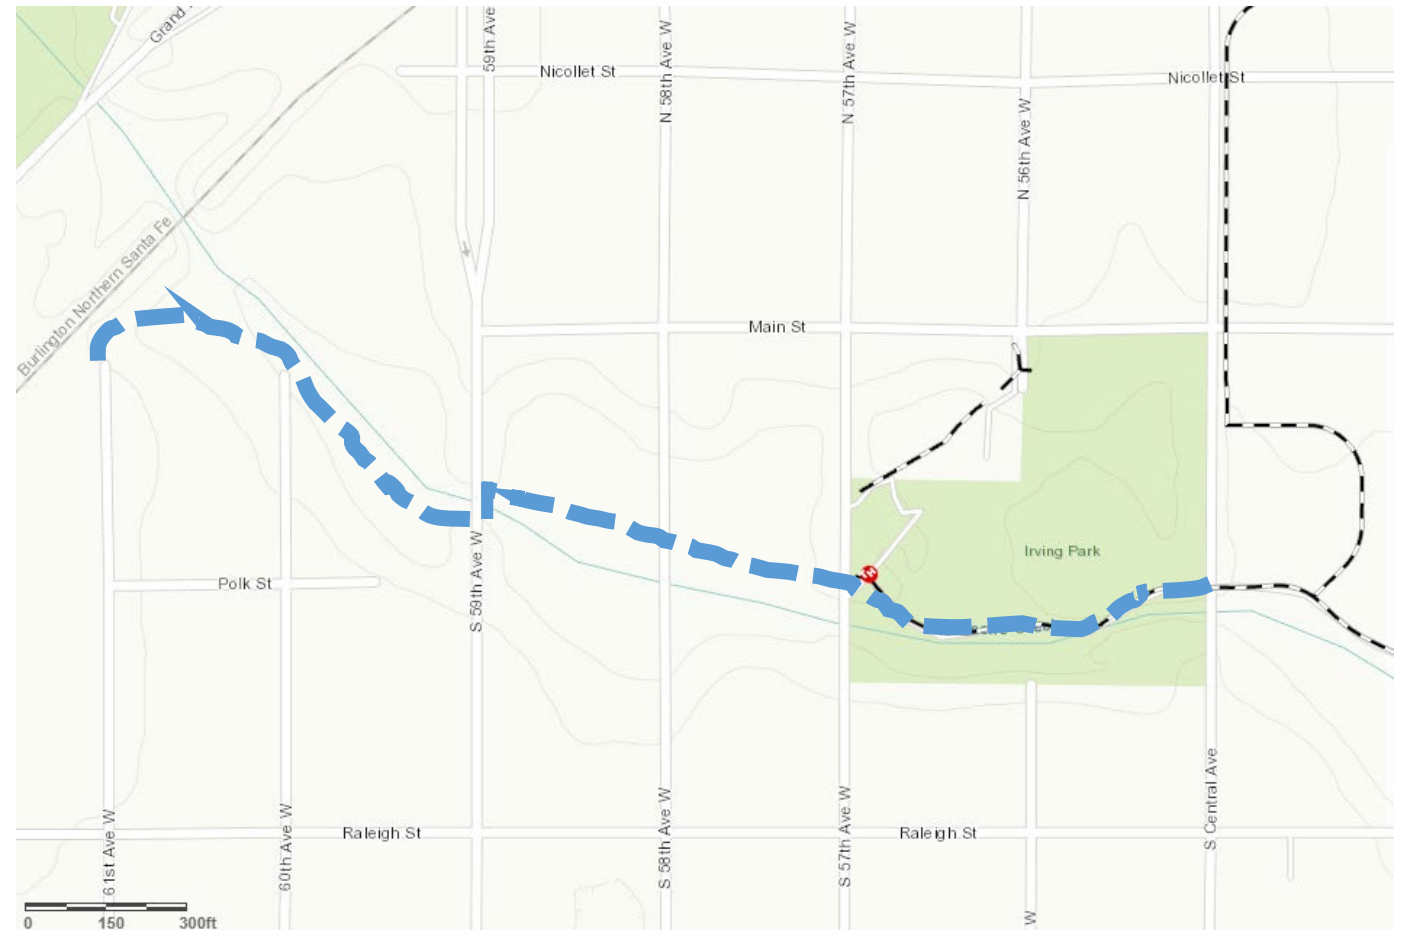 Grand
59th Ave
N 58th Ave W
N 57th Ave W
Nicollet St
Nicollet St
N 56th Ave W
Burlington Northern Santa Fe
Main St
Irving Park
S 59th Ave W
Polk St
S 58th Ave W
S 57th Ave W
S Central Ave
61st Ave W
60th Ave W
Raleigh St
Raleigh St
W
0 150 300ft